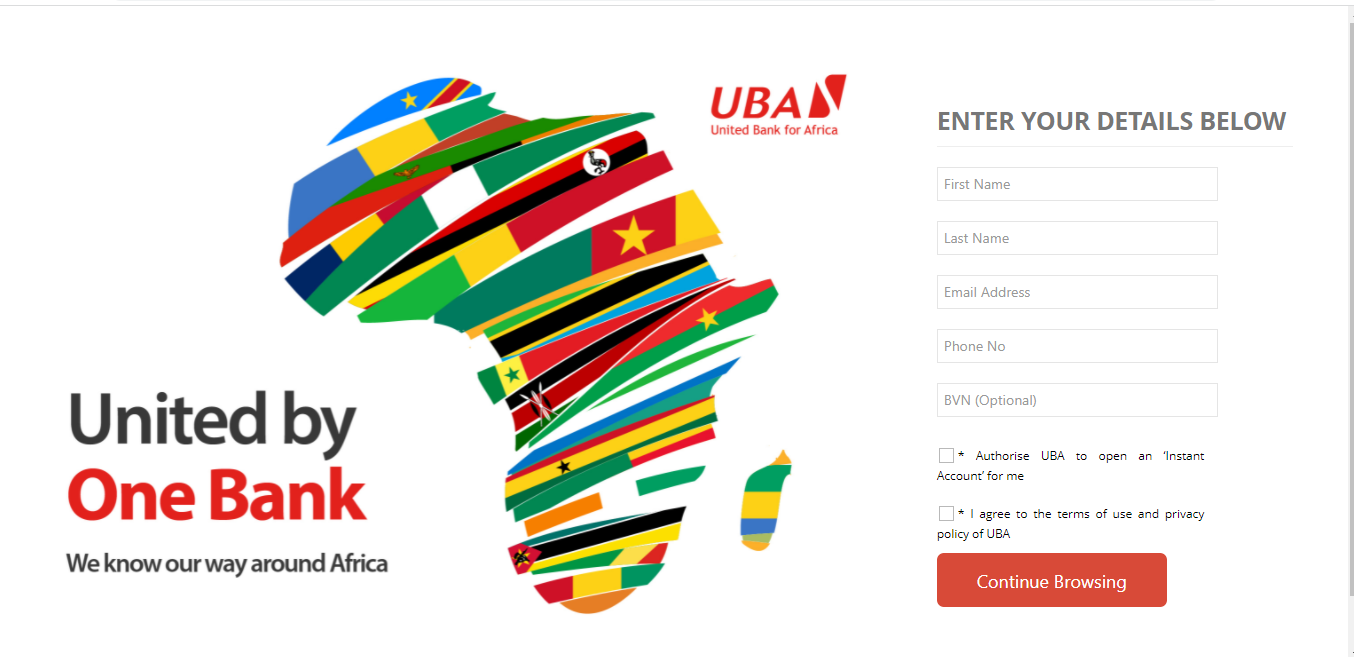 UBA
United Bank for Africa
United by
One Bank
We know our way around Africa
ENTER YOUR DETAILS BELOW
First Name
Last Name
Email Address
Phone No
BVN (Optional)
* Authorise UBA to open an ‘Instant
Account’ for me
* I agree to the terms of use and privacy
policy of UBA
Continue Browsing